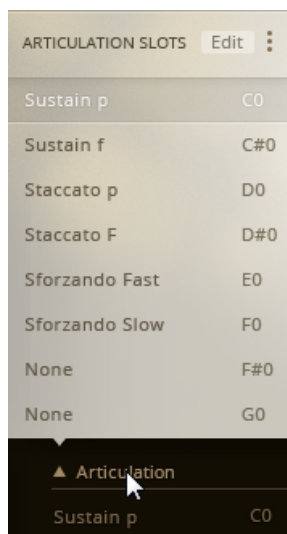 ARTICULATION SLOTS Edit
Sustain p C0
Sustain f C#0
Staccato p D0
Staccato F D#0
Sforzando Fast E0
Sforzando Slow F0
None F#0
None G0
Articulation
Sustain p C0